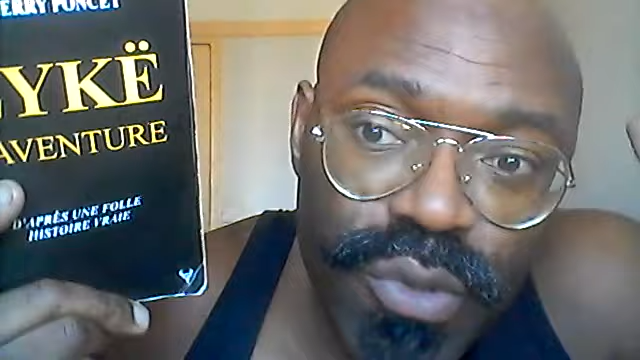 ERRY PONCET
YKË
AVENTURE
D'APRÈS UNE FOLLE
HISTOIRE VRAIE